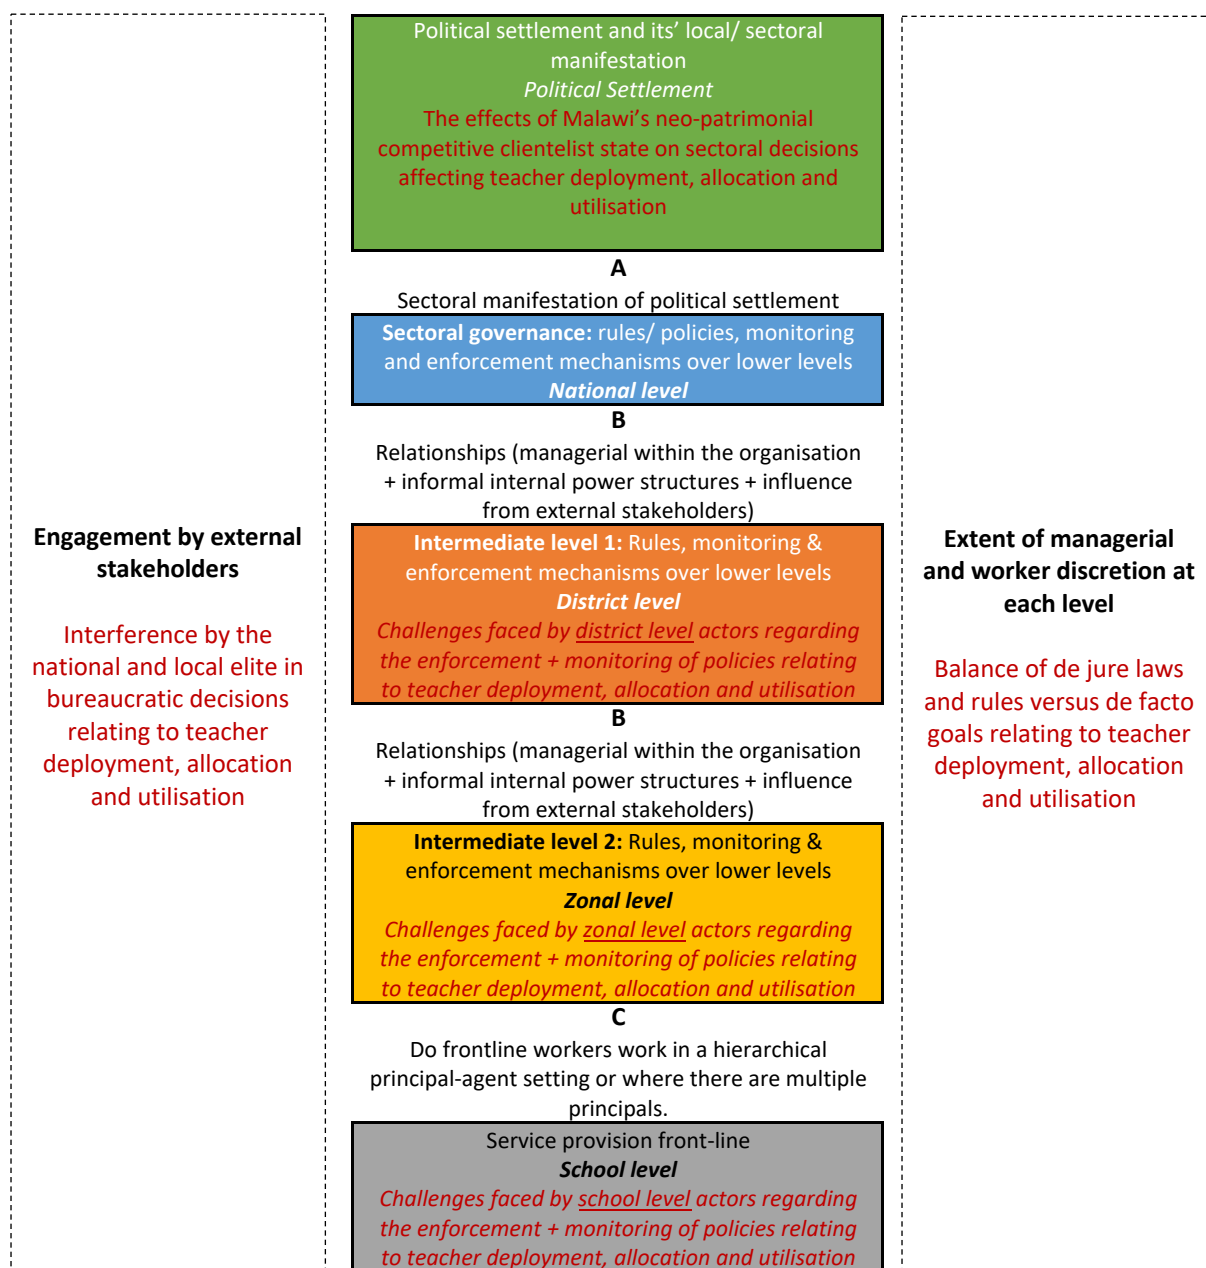 Political settlement and its' local/ sectoral
manifestation
Political Settlement
The effects of Malawi's neo-patrimonial
competitive clientelist state on sectoral decisions
affecting teacher deployment, allocation and
utilisation
A
Sectoral manifestation of political settlement
Sectoral governance: rules/ policies, monitoring
and enforcement mechanisms over lower levels
National level
B
Relationships (managerial within the organisation
+ informal internal power structures + influence
from external stakeholders)
Engagement by external
stakeholders
Interference by the
national and local elite in
bureaucratic decisions
relating to teacher
deployment, allocation
and utilisation
Intermediate level 1: Rules, monitoring &
enforcement mechanisms over lower levels
District level
Challenges faced by district level actors regarding
the enforcement + monitoring of policies relating
to teacher deployment, allocation and utilisation
B
Relationships (managerial within the organisation
+ informal internal power structures + influence
from external stakeholders)
Extent of managerial
and worker discretion at
each level
Balance of de jure laws
and rules versus de facto
goals relating to teacher
deployment, allocation
and utilisation
Intermediate level 2: Rules, monitoring &
enforcement mechanisms over lower levels
Zonal level
Challenges faced by zonal level actors regarding
the enforcement + monitoring of policies relating
to teacher deployment, allocation and utilisation
C
Do frontline workers work in a hierarchical
principal-agent setting or where there are multiple
principals.
Service provision front-line
School level
Challenges faced by school level actors regarding
the enforcement + monitoring of policies relating
to teacher deployment, allocation and utilisation